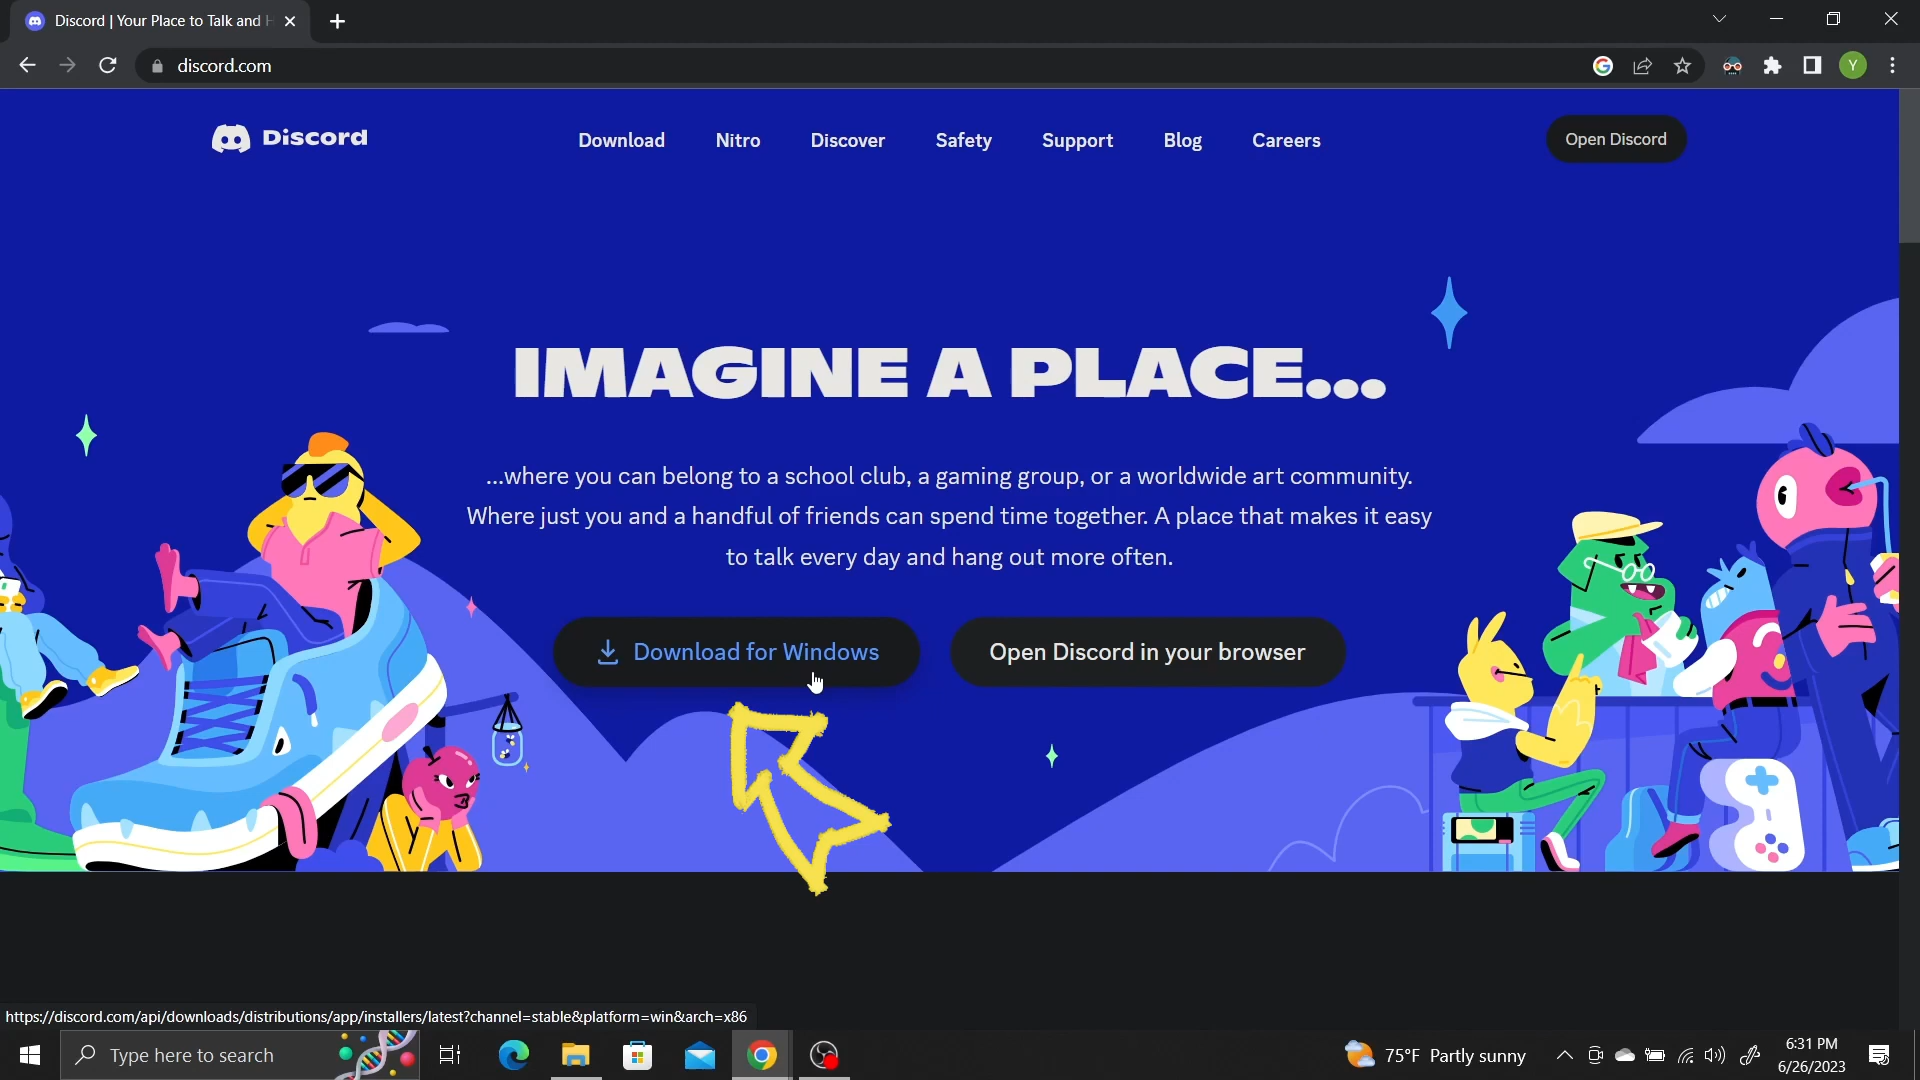 Discord | Your Place to Talk and H
discord.com
Y
Discord
Download
Nitro
Discover
Safety
Support
Blog
Careers
Open Discord
IMAGINE A PLACE...
...where you can belong to a school club, a gaming group, or a worldwide art community.
Where just you and a handful of friends can spend time together. A place that makes it easy
to talk every day and hang out more often.
Download for Windows
Open Discord in your browser
https://discord.com/api/downloads/distributions/app/installers/latest?channel=stable&platform=win&arch=x86
Type here to search
75°F Partly sunny
6:31 PM
6/26/2023